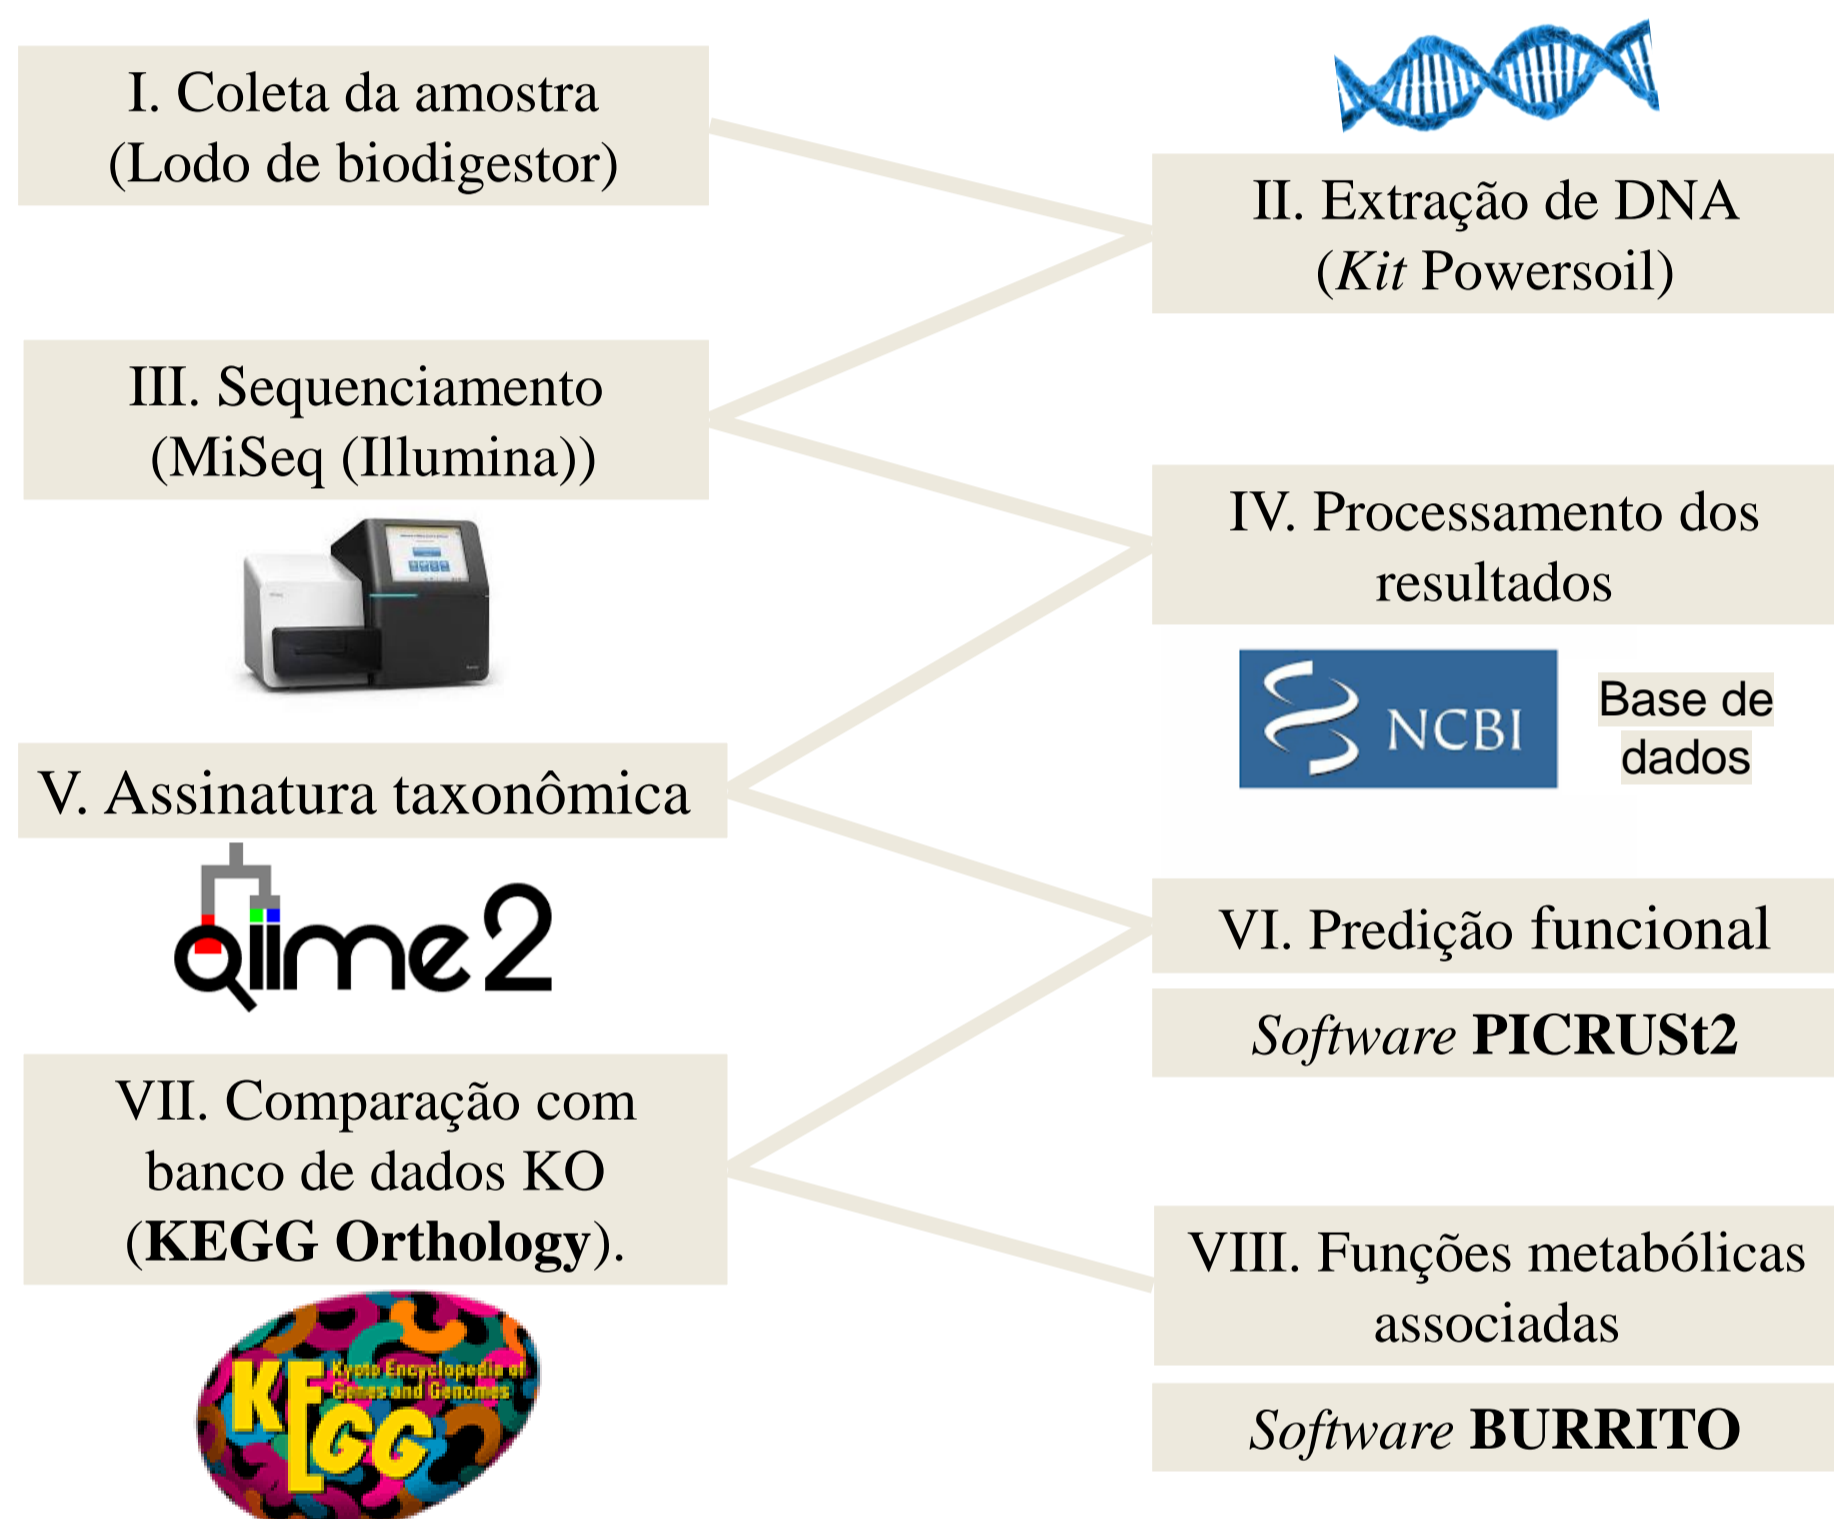 I. Coleta da amostra
(Lodo de biodigestor)
II. Extração de DNA
(Kit Powersoil)
III. Sequenciamento
(MiSeq (Illumina))
IV. Processamento dos
resultados
NCBI
Base de
dados
V. Assinatura taxonômica
qiime2
VI. Predição funcional
Software PICRUSt2
VII. Comparação com
banco de dados KO
(KEGG Orthology).
KEGG
Kyoto Encyclopedia of
Genes and Genomes
VIII. Funções metabólicas
associadas
Software BURRITO